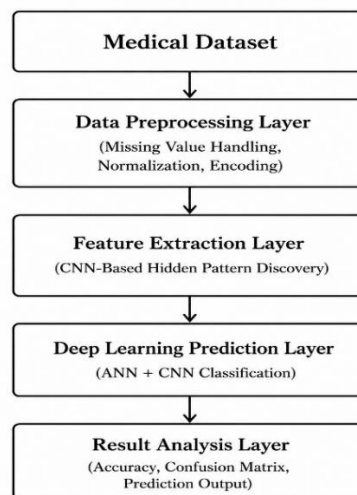 Medical Dataset
Data Preprocessing Layer
(Missing Value Handling,
Normalization, Encoding)
Feature Extraction Layer
(CNN-Based Hidden Pattern Discovery)
Deep Learning Prediction Layer
(ANN + CNN Classification)
Result Analysis Layer
(Accuracy, Confusion Matrix,
Prediction Output)